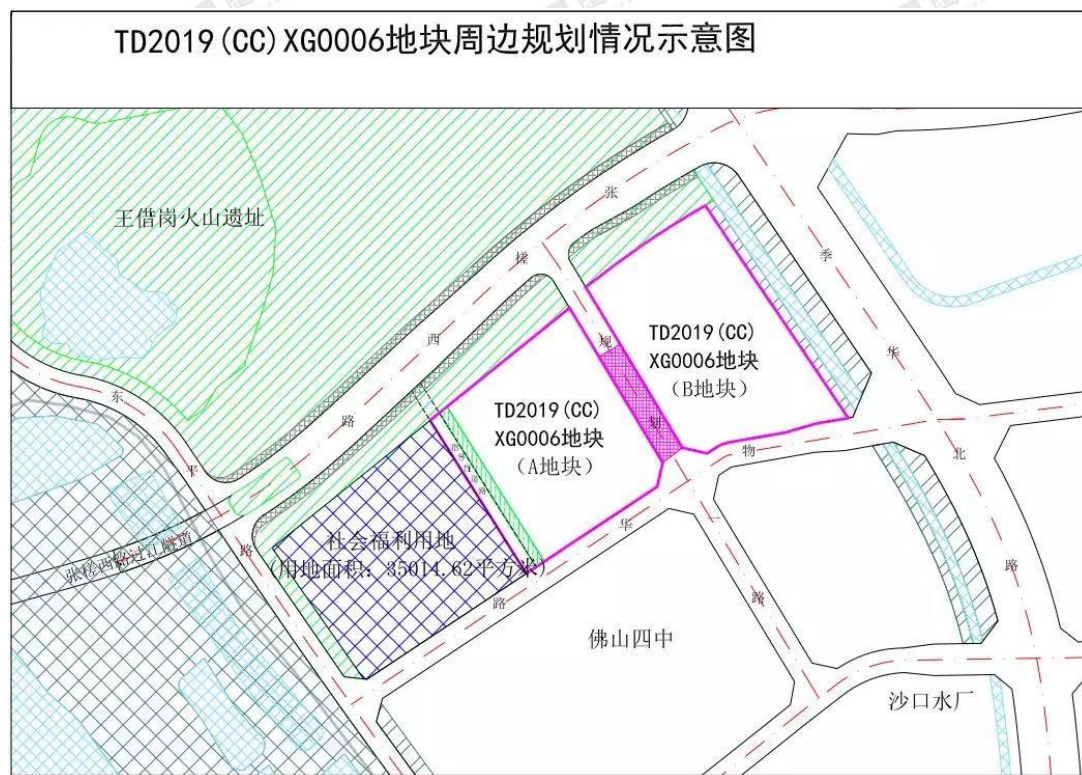 TD2019(CC)XG0006地块周边规划情况示意图
王借岗火山遗址
张槎西路
季华北路
东平路
规划一路
物华路
TD2019(CC)
XG0006地块
(B地块)
TD2019(CC)
XG0006地块
(A地块)
社会福利用地
(用地面积: 35014.62平方米)
张槎西路过江隧道
佛山四中
沙口水厂